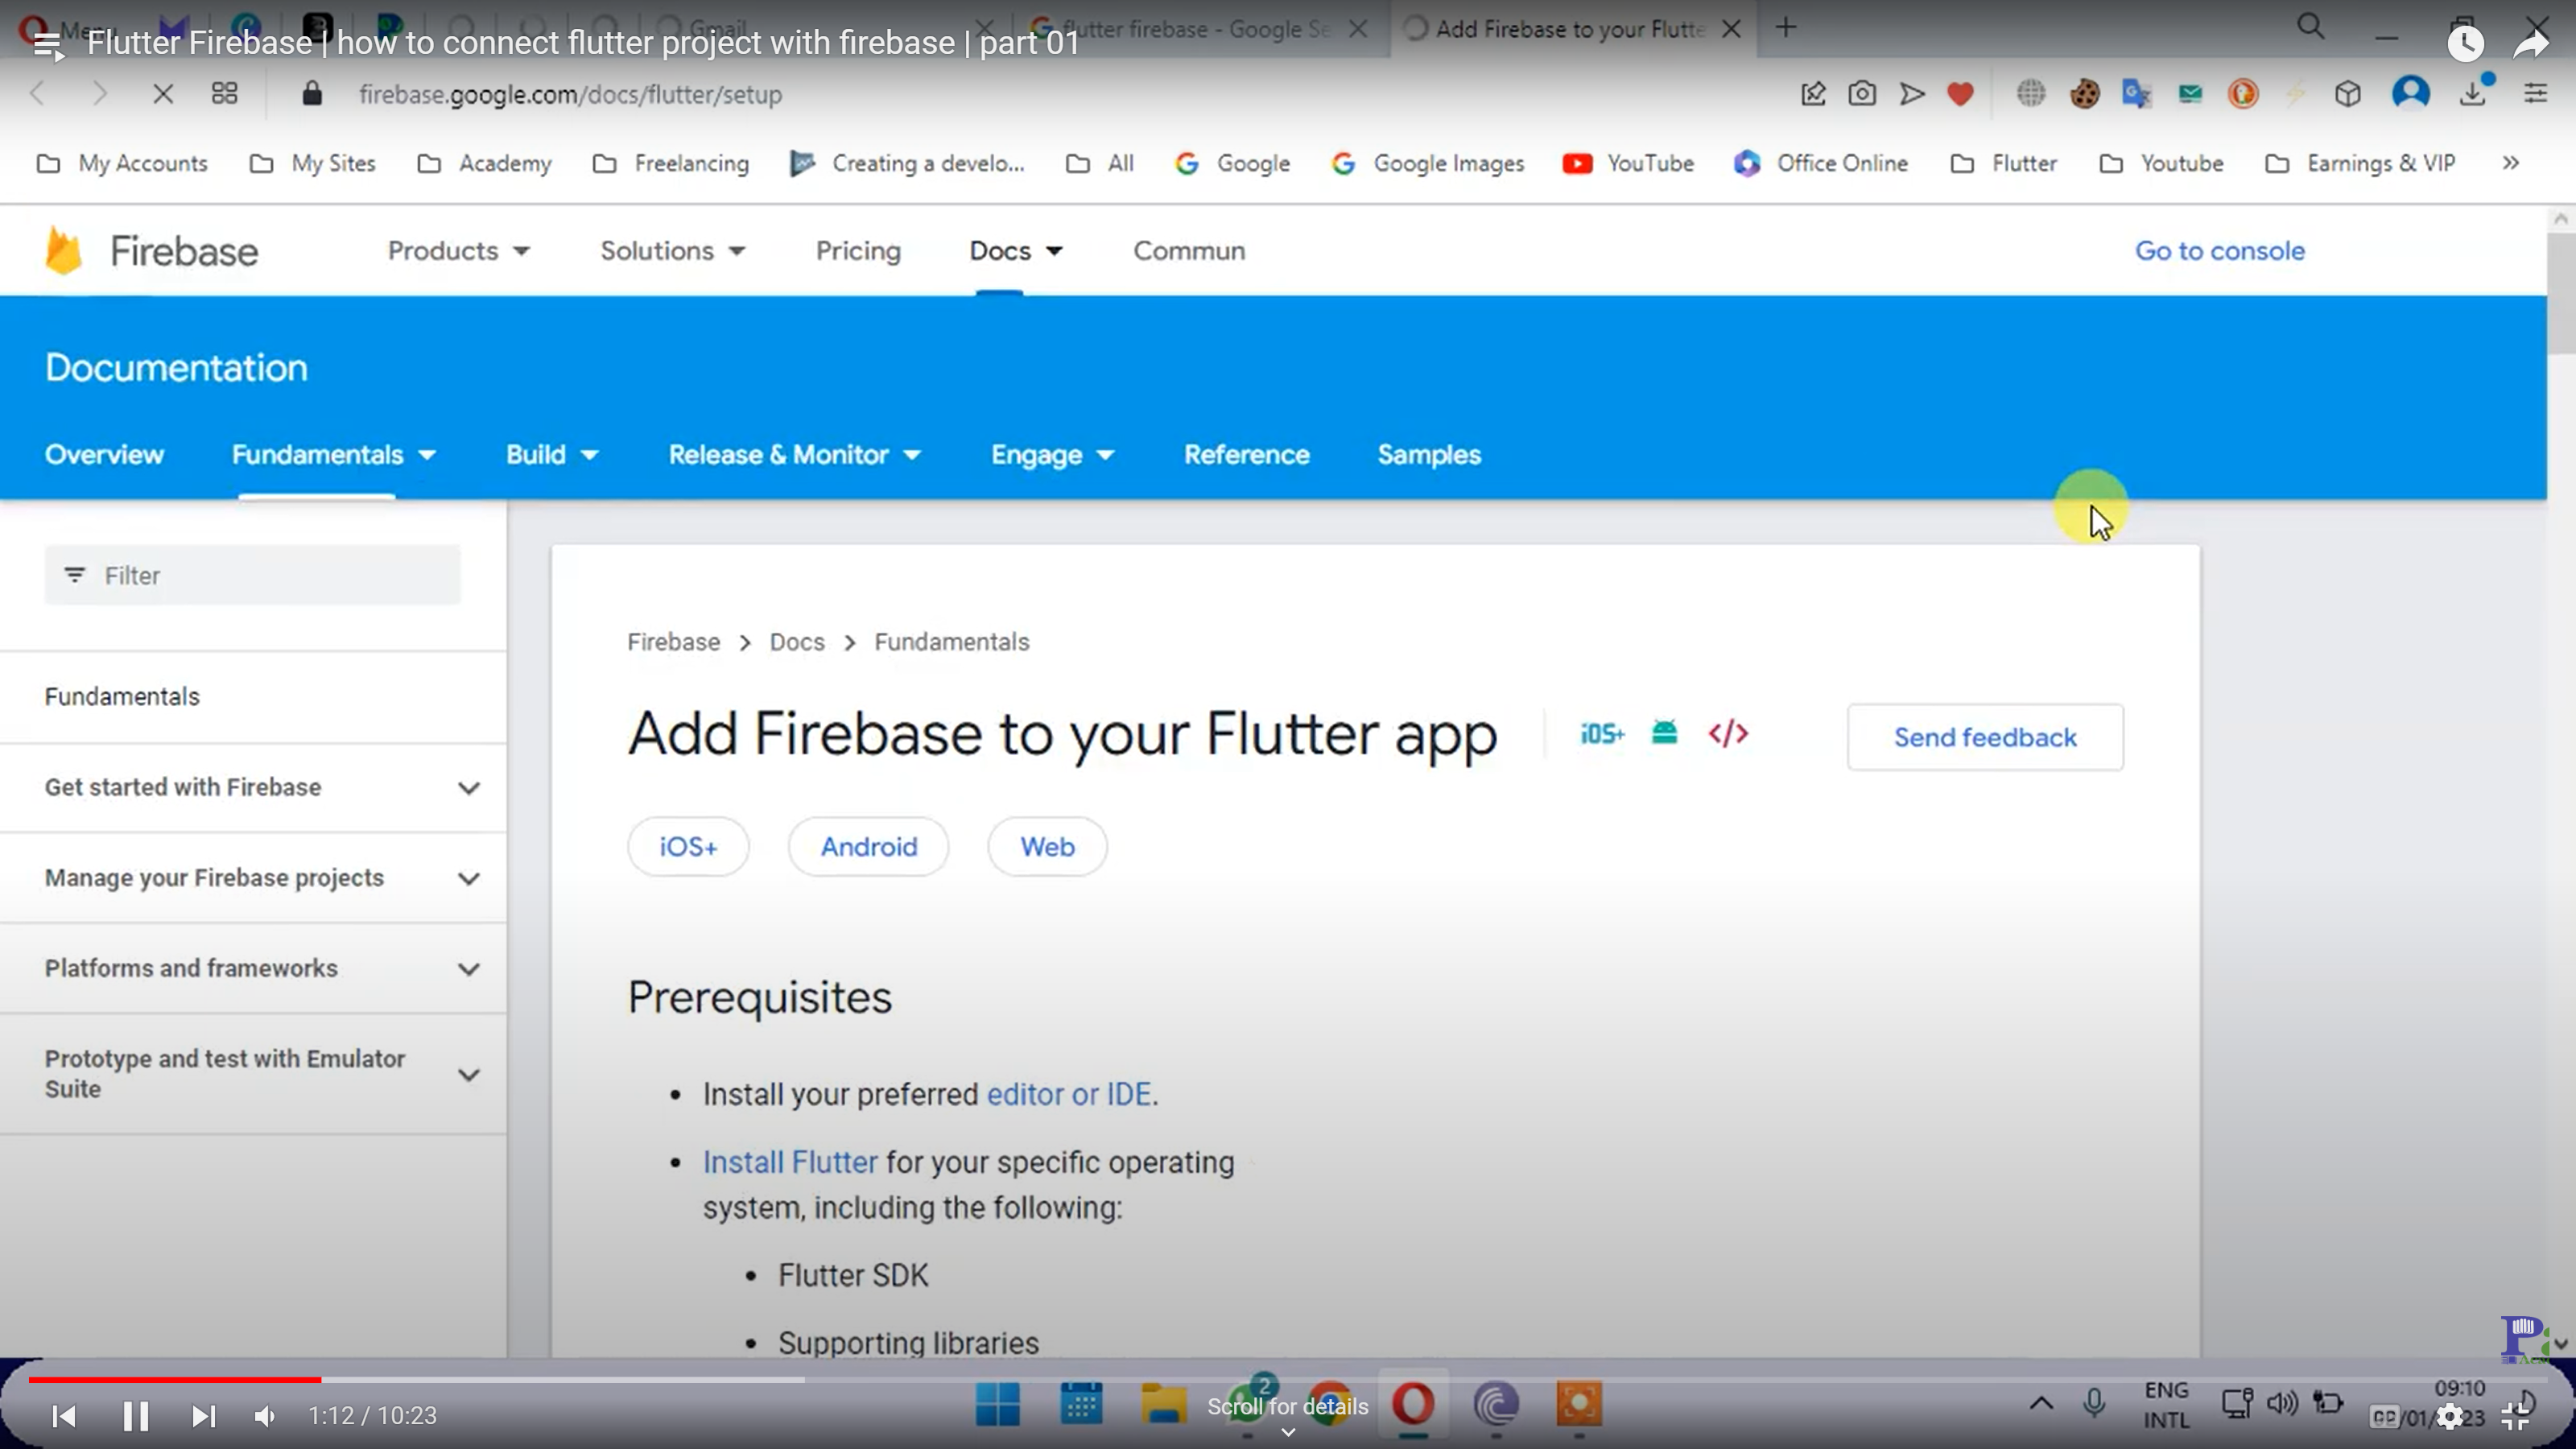 Menu
Gmail
flutter firebase - Google Se
Add Firebase to your Flutte
Flutter Firebase | how to connect flutter project with firebase | part 01
firebase.google.com/docs/flutter/setup
My Accounts
My Sites
Academy
Freelancing
Creating a develo...
All
Google
Google Images
YouTube
Office Online
Flutter
Youtube
Earnings & VIP
Firebase
Products
Solutions
Pricing
Docs
Commun
Go to console
Documentation
Overview
Fundamentals
Build
Release & Monitor
Engage
Reference
Samples
Filter
Fundamentals
Get started with Firebase
Manage your Firebase projects
Platforms and frameworks
Prototype and test with Emulator
Suite
Firebase > Docs > Fundamentals
Add Firebase to your Flutter app
iOS+
</>
Send feedback
iOS+
Android
Web
Prerequisites
• Install your preferred editor or IDE.
• Install Flutter for your specific operating
system, including the following:
• Flutter SDK
• Supporting libraries
1:12 / 10:23
2
Scroll for details
ENG
INTL
09:10
/01/
23